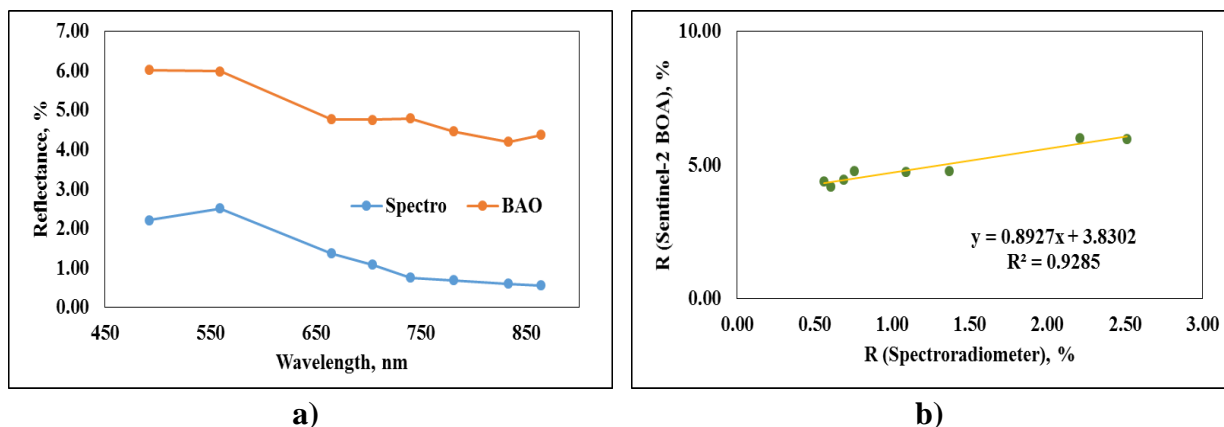 7.00
6.00
5.00
4.00
3.00
2.00
1.00
0.00
Reflectance, %
Spectro BAO
450 550 650 750 850
Wavelength, nm
a)
10.00
5.00
0.00
R (Sentinel-2 BOA), %
y = 0.8927x + 3.8302
R² = 0.9285
0.00 0.50 1.00 1.50 2.00 2.50 3.00
R (Spectroradiometer), %
b)